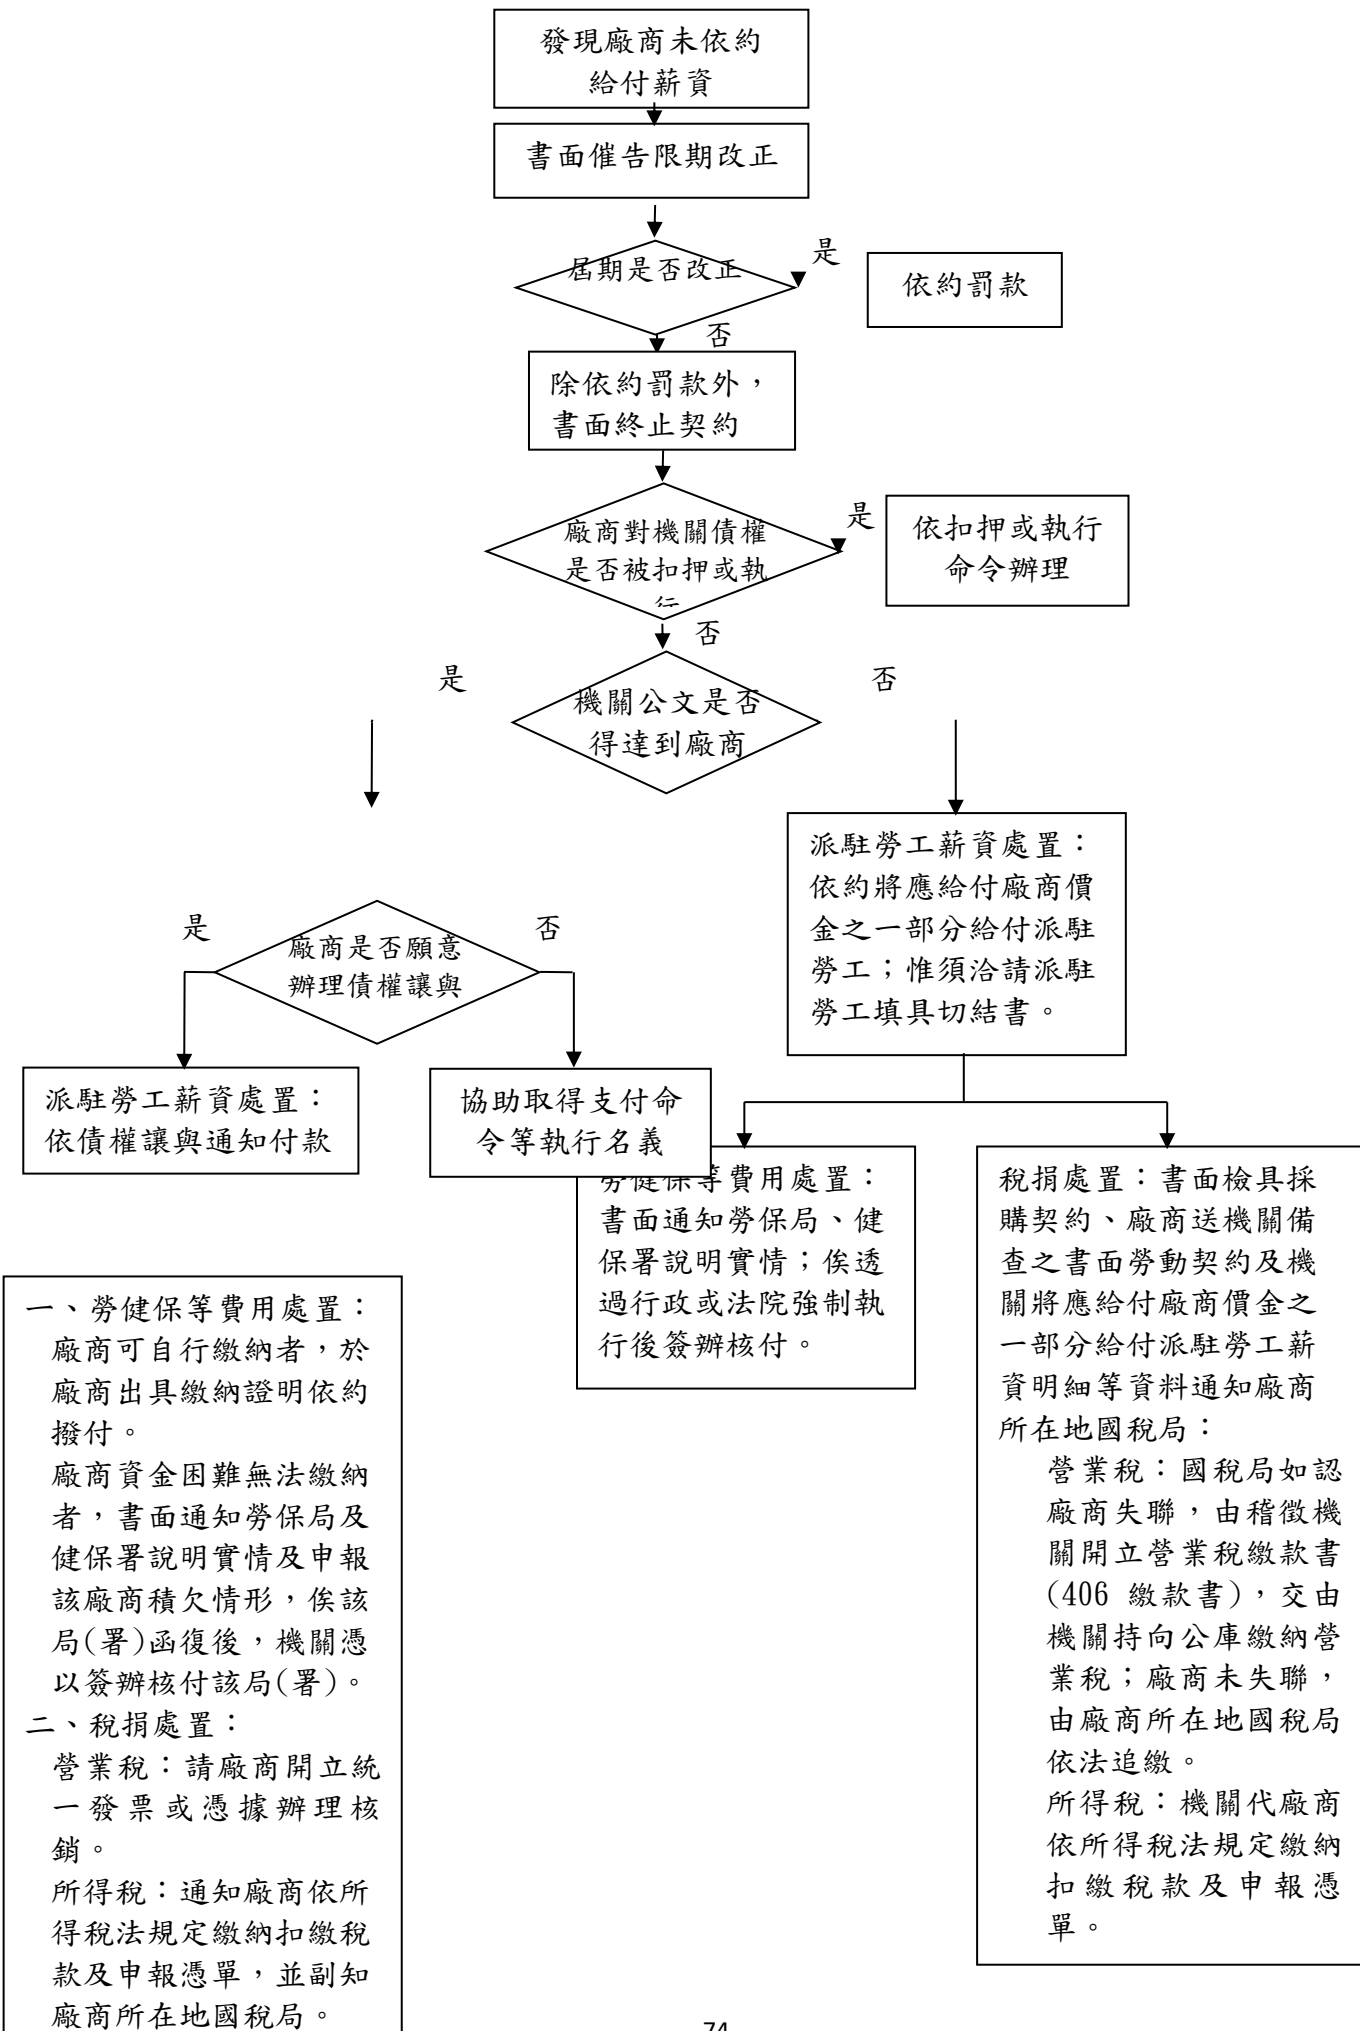 發現廠商未依約
給付薪資
書面催告限期改正
屆期是否改正
是
依約罰款
否
除依約罰款外，
書面終止契約
廠商對機關債權
是否被扣押或執
行
是
依扣押或執行
命令辦理
否
機關公文是否
得達到廠商
是
否
派駐勞工薪資處置：
依約將應給付廠商價
金之一部分給付派駐
勞工；惟須洽請派駐
勞工填具切結書。
廠商是否願意
辦理債權讓與
是
否
派駐勞工薪資處置：
依債權讓與通知付款
協助取得支付命
令等執行名義
勞健保等費用處置：
書面通知勞保局、健
保署說明實情；俟透
過行政或法院強制執
行後簽辦核付。
稅捐處置：書面檢具採
購契約、廠商送機關備
查之書面勞動契約及機
關將應給付廠商價金之
一部分給付派駐勞工薪
資明細等資料通知廠商
所在地國稅局：
營業稅：國稅局如認
廠商失聯，由稽徵機
關開立營業稅繳款書
(406 繳款書)，交由
機關持向公庫繳納營
業稅；廠商未失聯，
由廠商所在地國稅局
依法追繳。
所得稅：機關代廠商
依所得稅法規定繳納
扣繳稅款及申報憑
單。
一、勞健保等費用處置：
廠商可自行繳納者，於
廠商出具繳納證明依約
撥付。
廠商資金困難無法繳納
者，書面通知勞保局及
健保署說明實情及申報
該廠商積欠情形，俟該
局(署)函復後，機關憑
以簽辦核付該局(署)。
二、稅捐處置：
營業稅：請廠商開立統
一發票或憑據辦理核
銷。
所得稅：通知廠商依所
得稅法規定繳納扣繳稅
款及申報憑單，並副知
廠商所在地國稅局。
74